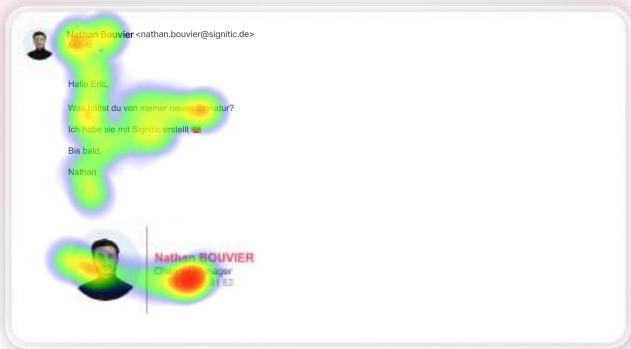 Nathan Bouvier <nathan.bouvier@signitic.de>
Hallo Eric,
Was hältst du von meiner neuen Signatur?
Ich habe sie mit Signitic erstellt
Bis bald,
Nathan
Nathan BOUVIER